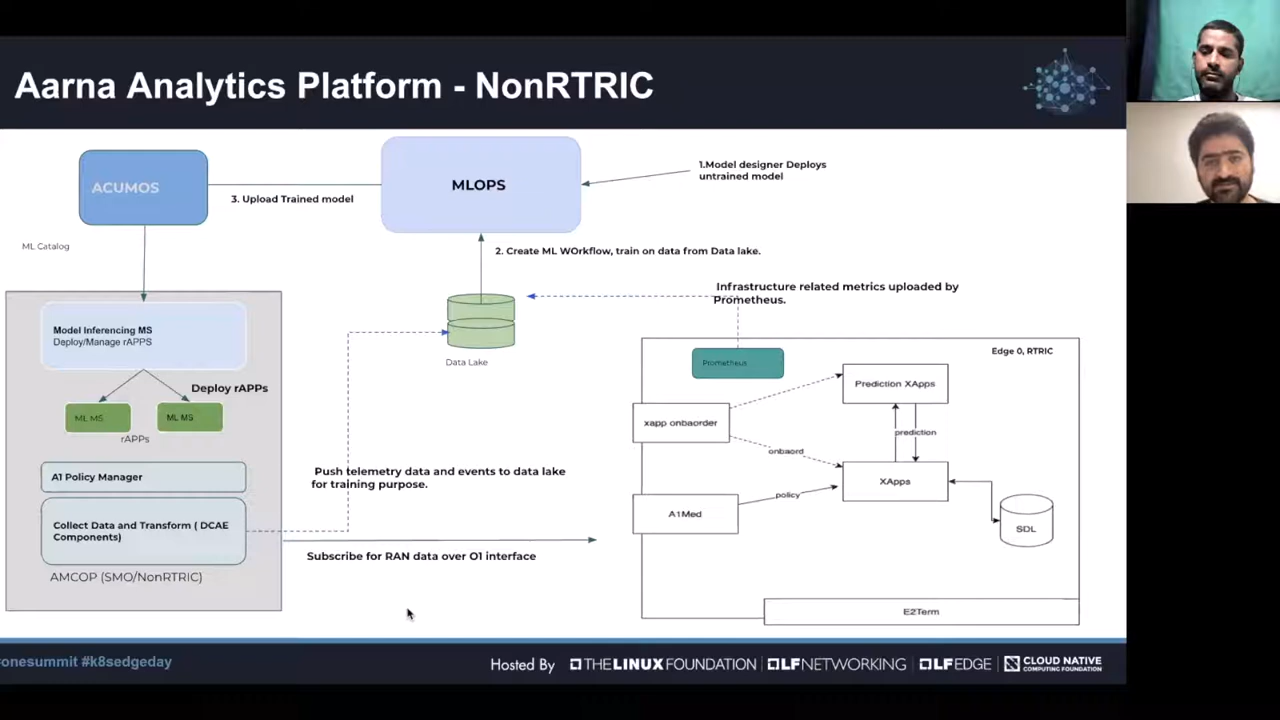 Aarna Analytics Platform - NonRTRIC
ACUMOS
MLOPS
1.Model designer Deploys
untrained model
3. Upload Trained model
ML Catalog
2. Create ML WOrkflow, train on data from Data lake.
Infrastructure related metrics uploaded by
Prometheus.
Model Inferencing MS
Deploy/Manage rAPPS
Data Lake
Edge 0, RTRIC
Prometheus
Prediction XApps
Deploy rAPPs
ML MS
ML MS
rAPPs
xapp onbaorder
prediction
onbaord
Push telemetry data and events to data lake
for training purpose.
A1 Policy Manager
XApps
policy
A1Med
SDL
Collect Data and Transform ( DCAE
Components)
Subscribe for RAN data over O1 interface
AMCOP (SMO/NonRTRIC)
E2Term
onesummit #k8sedgeday
Hosted By
THE LINUX FOUNDATION
LFNETWORKING
LFEDGE
CLOUD NATIVE
COMPUTING FOUNDATION